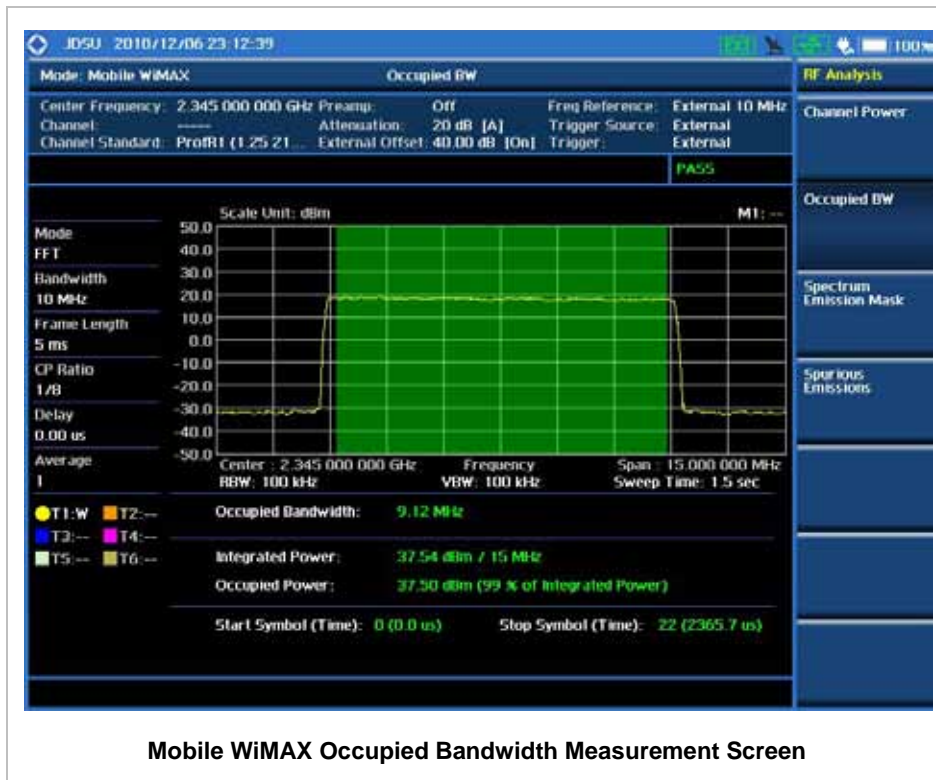 JDSU 2010/12/06 23:12:39
100%
Mode: Mobile WiMAX Occupied BW
RF Analysis
Center Frequency: 2.345 000 000 GHz Preamp: Off Freq Reference: External 10 MHz
Channel: ----- Attenuation: 20 dB [A] Trigger Source: External
Channel Standard: ProfR1 (1.25 21... External Offset: 40.00 dB [On] Trigger: External
PASS
Channel Power
Occupied BW
Spectrum
Emission Mask
Spurious
Emissions
Scale Unit: dBm M1: --
Mode
FFT
Bandwidth
10 MHz
Frame Length
5 ms
CP Ratio
1/8
Delay
0.00 us
Average
1
50.0
40.0
30.0
20.0
10.0
0.0
-10.0
-20.0
-30.0
-40.0
-50.0
Center : 2.345 000 000 GHz Frequency Span : 15.000 000 MHz
RBW: 100 kHz VBW: 100 kHz Sweep Time: 1.5 sec
T1:W T2:--
T3:-- T4:--
T5:-- T6:--
Occupied Bandwidth: 9.12 MHz
Integrated Power: 37.54 dBm / 15 MHz
Occupied Power: 37.50 dBm (99 % of Integrated Power)
Start Symbol (Time): 0 (0.0 us) Stop Symbol (Time): 22 (2365.7 us)
Mobile WiMAX Occupied Bandwidth Measurement Screen